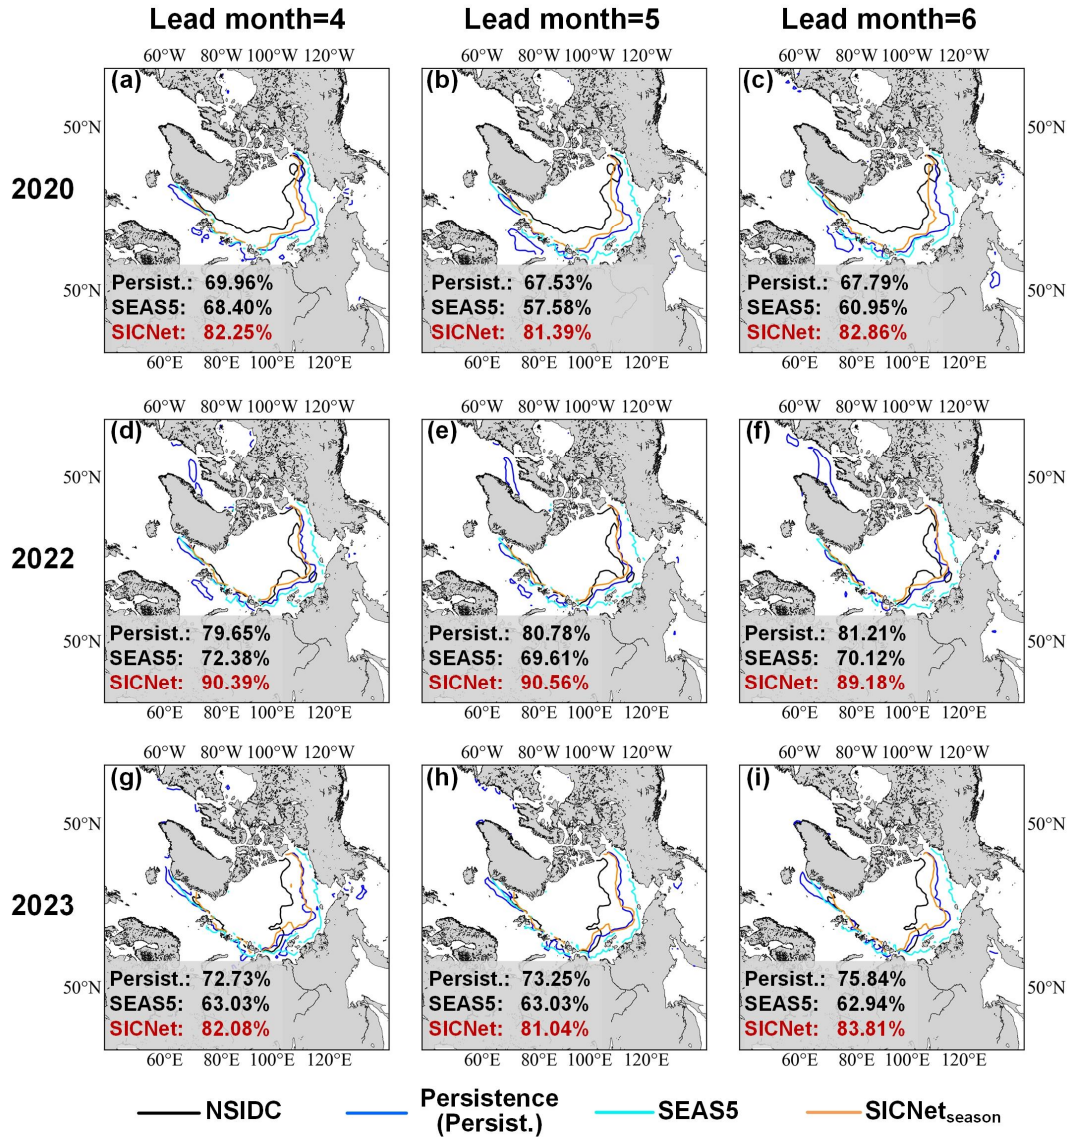 Lead month=4 Lead month=5 Lead month=6
60°W 80°W 100°W 120°W 60°W 80°W 100°W 120°W 60°W 80°W 100°W 120°W
(a) (b) (c)
50°N 50°N
2020
Persist.: 69.96% Persist.: 67.53% Persist.: 67.79%
50°N 50°N
SEAS5: 68.40% SEAS5: 57.58% SEAS5: 60.95%
SICNet: 82.25% SICNet: 81.39% SICNet: 82.86%
60°E 80°E 100°E 120°E 60°E 80°E 100°E 120°E 60°E 80°E 100°E 120°E
60°W 80°W 100°W 120°W 60°W 80°W 100°W 120°W 60°W 80°W 100°W 120°W
(d) (e) (f)
50°N 50°N
2022
Persist.: 79.65% Persist.: 80.78% Persist.: 81.21%
50°N 50°N
SEAS5: 72.38% SEAS5: 69.61% SEAS5: 70.12%
SICNet: 90.39% SICNet: 90.56% SICNet: 89.18%
60°E 80°E 100°E 120°E 60°E 80°E 100°E 120°E 60°E 80°E 100°E 120°E
60°W 80°W 100°W 120°W 60°W 80°W 100°W 120°W 60°W 80°W 100°W 120°W
(g) (h) (i)
50°N 50°N
2023
Persist.: 72.73% Persist.: 73.25% Persist.: 75.84%
50°N 50°N
SEAS5: 63.03% SEAS5: 63.03% SEAS5: 62.94%
SICNet: 82.08% SICNet: 81.04% SICNet: 83.81%
60°E 80°E 100°E 120°E 60°E 80°E 100°E 120°E 60°E 80°E 100°E 120°E
NSIDC Persistence (Persist.) SEAS5 SICNetseason